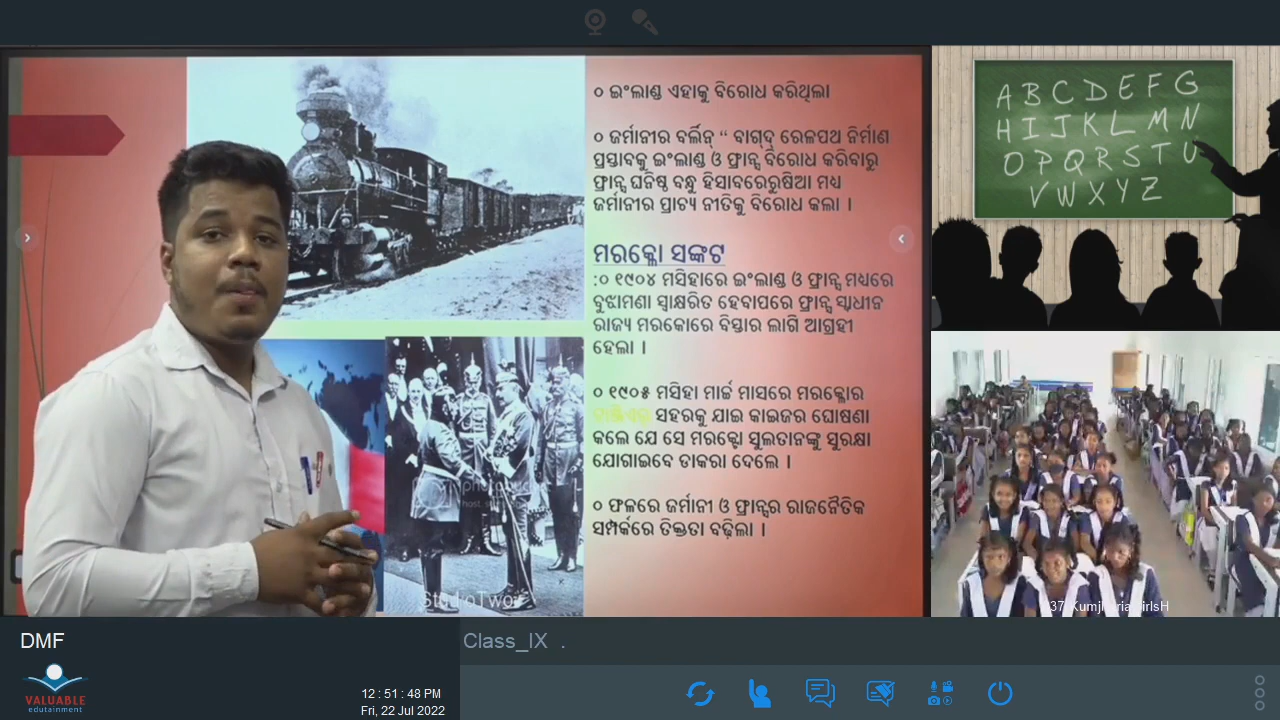 ୦ ଇଂଲାଣ୍ଡ ଏହାକୁ ବିରୋଧ କରିଥିଲା
୦ ଜର୍ମାନୀର ବର୍ଲିନ୍ “ ବାଗ୍‌ଦ୍ ରେଳପଥ ନିର୍ମାଣ
ପ୍ରସ୍ତାବକୁ ଇଂଲାଣ୍ଡ ଓ ଫ୍ରାନ୍ସ ବିରୋଧ କରିବାରୁ
ଫ୍ରାନ୍ସ ଘନିଷ୍ଠ ବନ୍ଧୁ ହିସାବରେରୁଷିଆ ମଧ୍ୟ
ଜର୍ମାନୀର ପ୍ରାଚ୍ୟ ନୀତିକୁ ବିରୋଧ କଲା ।
ମରକ୍କୋ ସଙ୍କଟ
:୦ ୧୯୦୪ ମସିହାରେ ଇଂଲାଣ୍ଡ ଓ ଫ୍ରାନ୍ସ ମଧ୍ୟରେ
ବୁଝାମଣା ସ୍ୱାକ୍ଷରିତ ହେବାପରେ ଫ୍ରାନ୍ସ ସ୍ୱାଧୀନ
ରାଜ୍ୟ ମରକୋରେ ବିସ୍ତାର ଲାଗି ଆଗ୍ରହୀ
ହେଲା ।
୦ ୧୯୦୫ ମସିହା ମାର୍ଚ୍ଚ ମାସରେ ମରକ୍କୋର
ସହରକୁ ଯାଇ କାଇଜର ଘୋଷଣା
କଲେ ଯେ ସେ ମରକ୍କୋ ସୁଲତାନଙ୍କୁ ସୁରକ୍ଷା
ଯୋଗାଇବେ ଡାକରା ଦେଲେ ।
୦ ଫଳରେ ଜର୍ମାନୀ ଓ ଫ୍ରାନ୍ସର ରାଜନୈତିକ
ସମ୍ପର୍କରେ ତିକ୍ତତା ବଢ଼ିଲା ।
A B C D E F G
H I J K L M N
O P Q R S T U
V W X Y Z
DMF
Class_IX .
VALUABLE
edutainment
12 : 51 : 48 PM
Fri, 22 Jul 2022